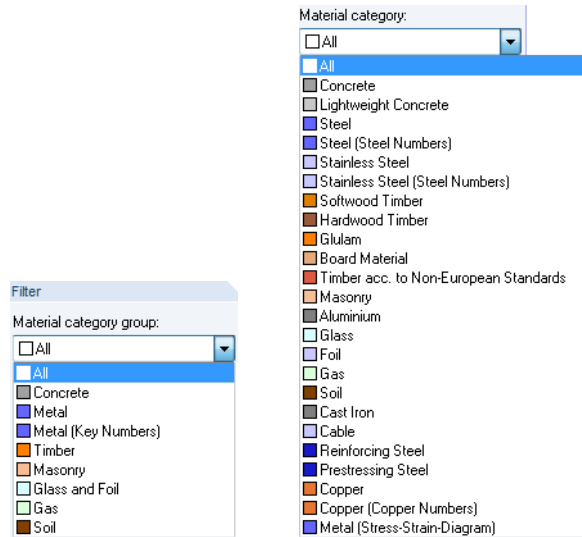 Filter
Material category group:
All
All
Concrete
Metal
Metal (Key Numbers)
Timber
Masonry
Glass and Foil
Gas
Soil
Material category:
All
All
Concrete
Lightweight Concrete
Steel
Steel (Steel Numbers)
Stainless Steel
Stainless Steel (Steel Numbers)
Softwood Timber
Hardwood Timber
Glulam
Board Material
Timber acc. to Non-European Standards
Masonry
Aluminium
Glass
Foil
Gas
Soil
Cast Iron
Cable
Reinforcing Steel
Prestressing Steel
Copper
Copper (Copper Numbers)
Metal (Stress-Strain-Diagram)